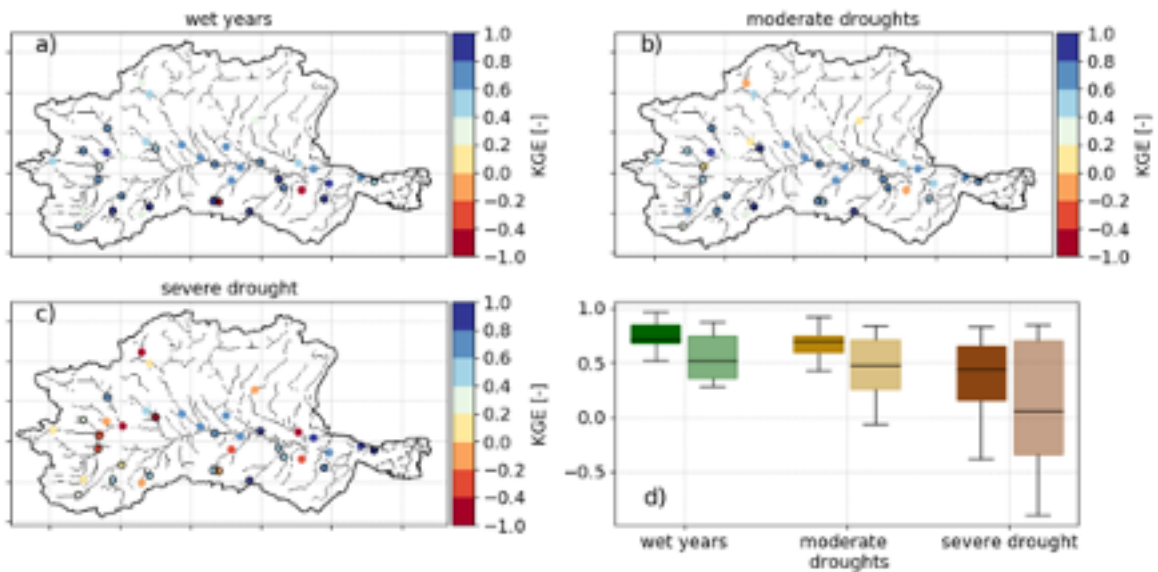 wet years
moderate droughts
a)
b)
1.0
0.8
0.6
0.4
0.2
0.0
−0.2
−0.4
−1.0
KGE [-]
1.0
0.8
0.6
0.4
0.2
0.0
−0.2
−0.4
−1.0
KGE [-]
severe drought
c)
1.0
0.8
0.6
0.4
0.2
0.0
−0.2
−0.4
−1.0
KGE [-]
1.0
0.5
0.0
−0.5
d)
wet years
moderate
droughts
severe drought